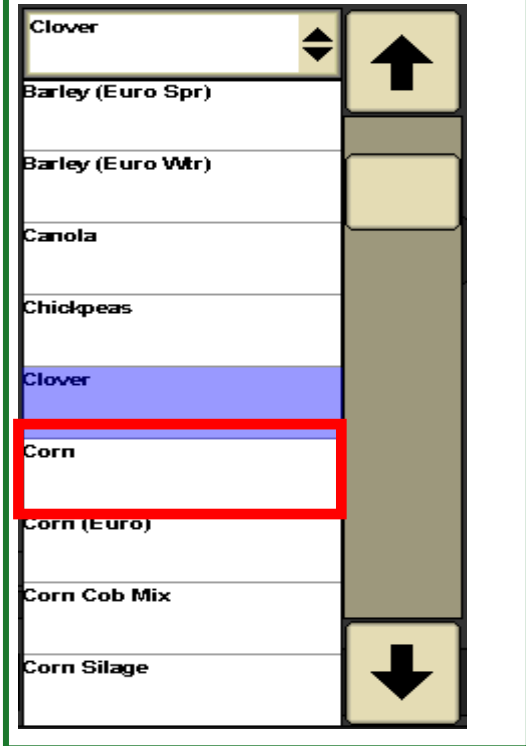 Clover
Barley (Euro Spr)
Barley (Euro Wtr)
Canola
Chickpeas
Clover
Corn
Corn (Euro)
Corn Cob Mix
Corn Silage